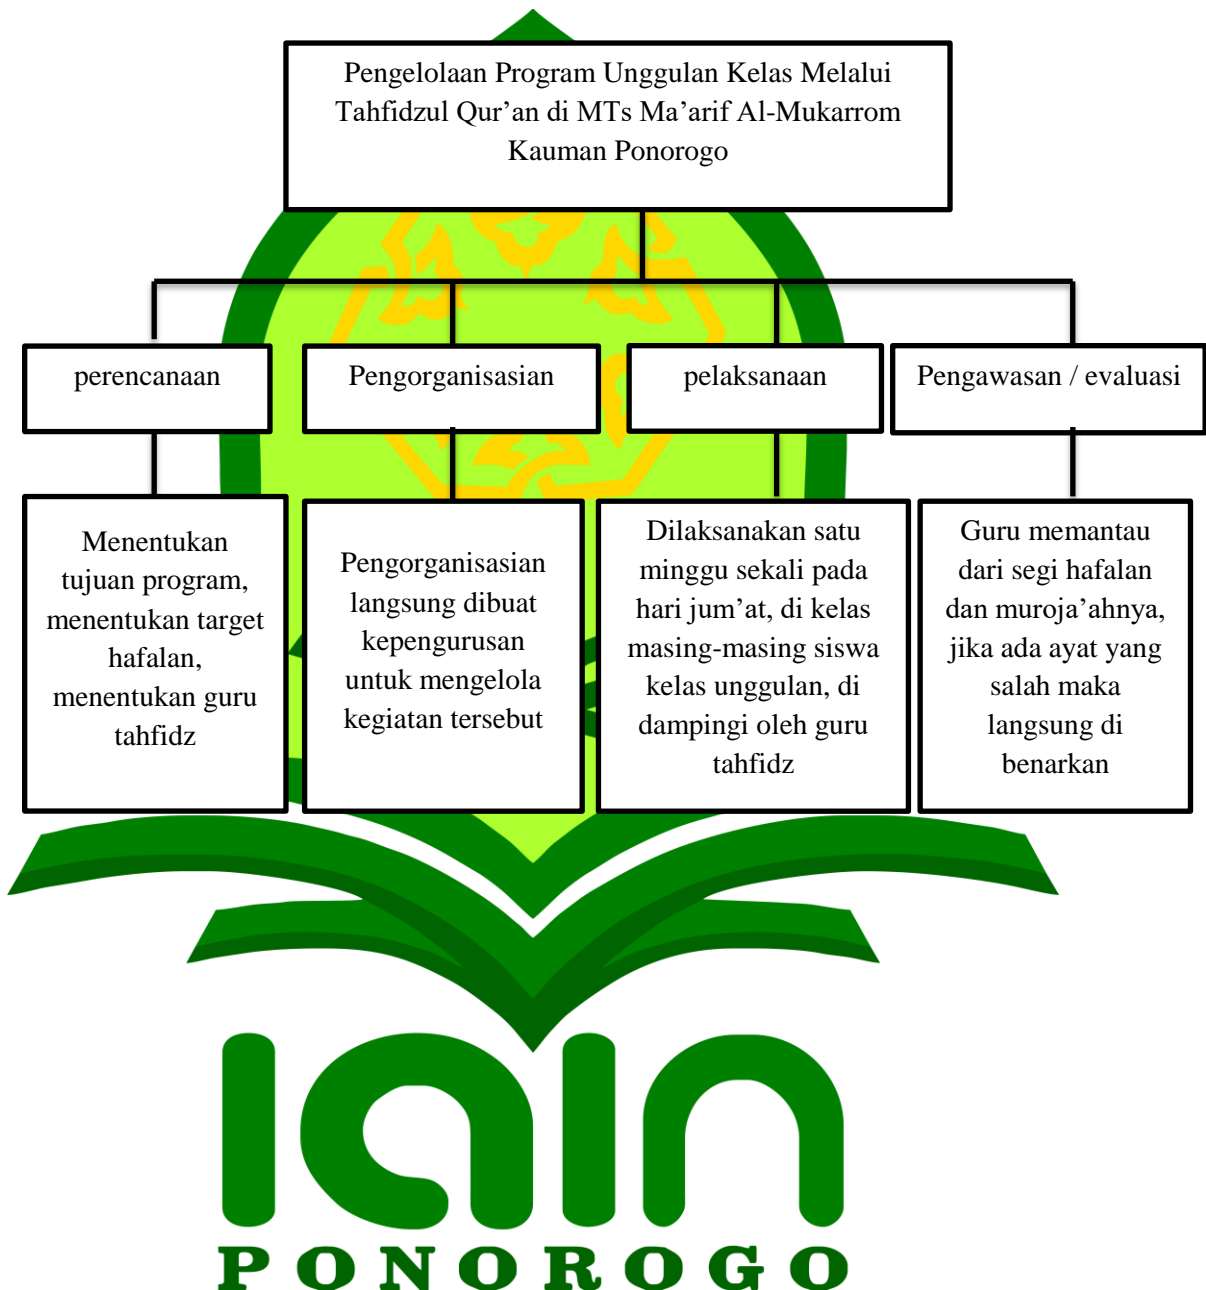 Pengelolaan Program Unggulan Kelas Melalui
Tahfidzul Qur’an di MTs Ma’arif Al-Mukarrom
Kauman Ponorogo
perencanaan
Pengorganisasian
pelaksanaan
Pengawasan / evaluasi
Menentukan
tujuan program,
menentukan target
hafalan,
menentukan guru
tahfidz
Pengorganisasian
langsung dibuat
kepengurusan
untuk mengelola
kegiatan tersebut
Dilaksanakan satu
minggu sekali pada
hari jum’at, di kelas
masing-masing siswa
kelas unggulan, di
dampingi oleh guru
tahfidz
Guru memantau
dari segi hafalan
dan muroja’ahnya,
jika ada ayat yang
salah maka
langsung di
benarkan
iain
PONOROGO